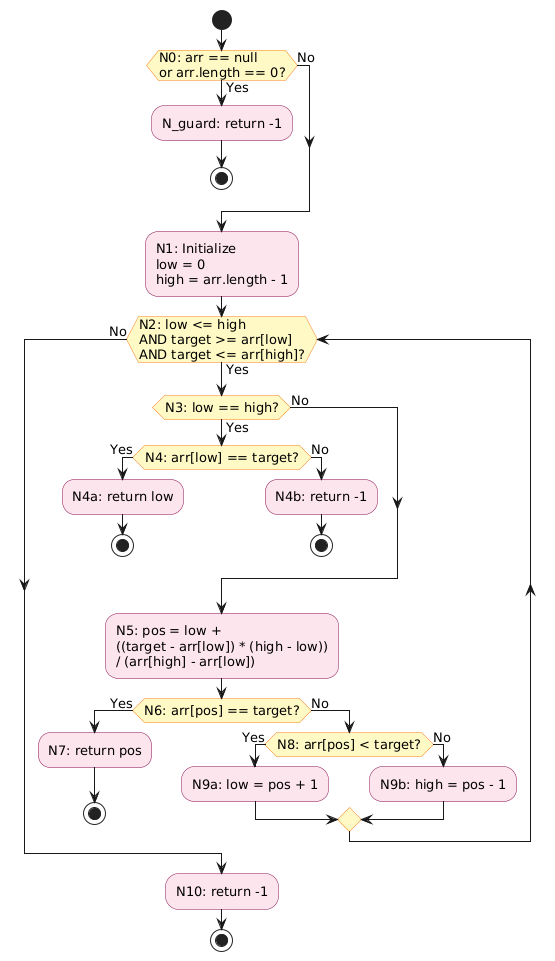 N0: arr == null
or arr.length == 0?
No
Yes
N_guard: return -1
N1: Initialize
low = 0
high = arr.length - 1
No
N2: low <= high
AND target >= arr[low]
AND target <= arr[high]?
Yes
N3: low == high?
No
Yes
Yes
N4: arr[low] == target?
No
N4a: return low
N4b: return -1
N5: pos = low +
((target - arr[low]) * (high - low))
/ (arr[high] - arr[low])
Yes
N6: arr[pos] == target?
No
N7: return pos
Yes
N8: arr[pos] < target?
No
N9a: low = pos + 1
N9b: high = pos - 1
N10: return -1